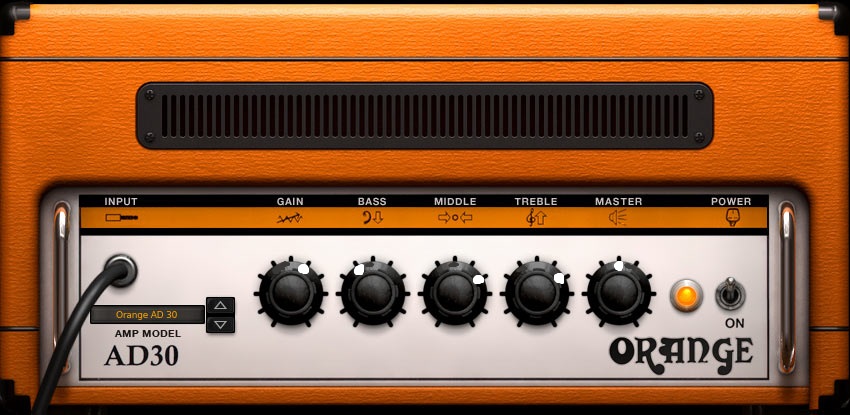 INPUT GAIN BASS MIDDLE TREBLE MASTER POWER
Orange AD 30
AMP MODEL
AD30
ON
ORANGE